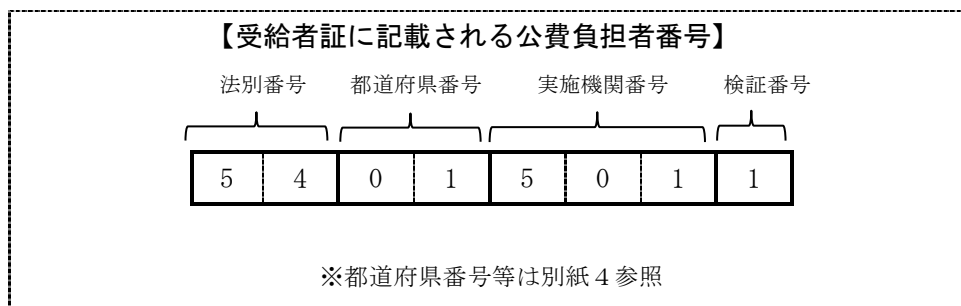 【受給者証に記載される公費負担者番号】
法別番号 都道府県番号 実施機関番号 検証番号
5 4 0 1 5 0 1 1
※都道府県番号等は別紙4参照